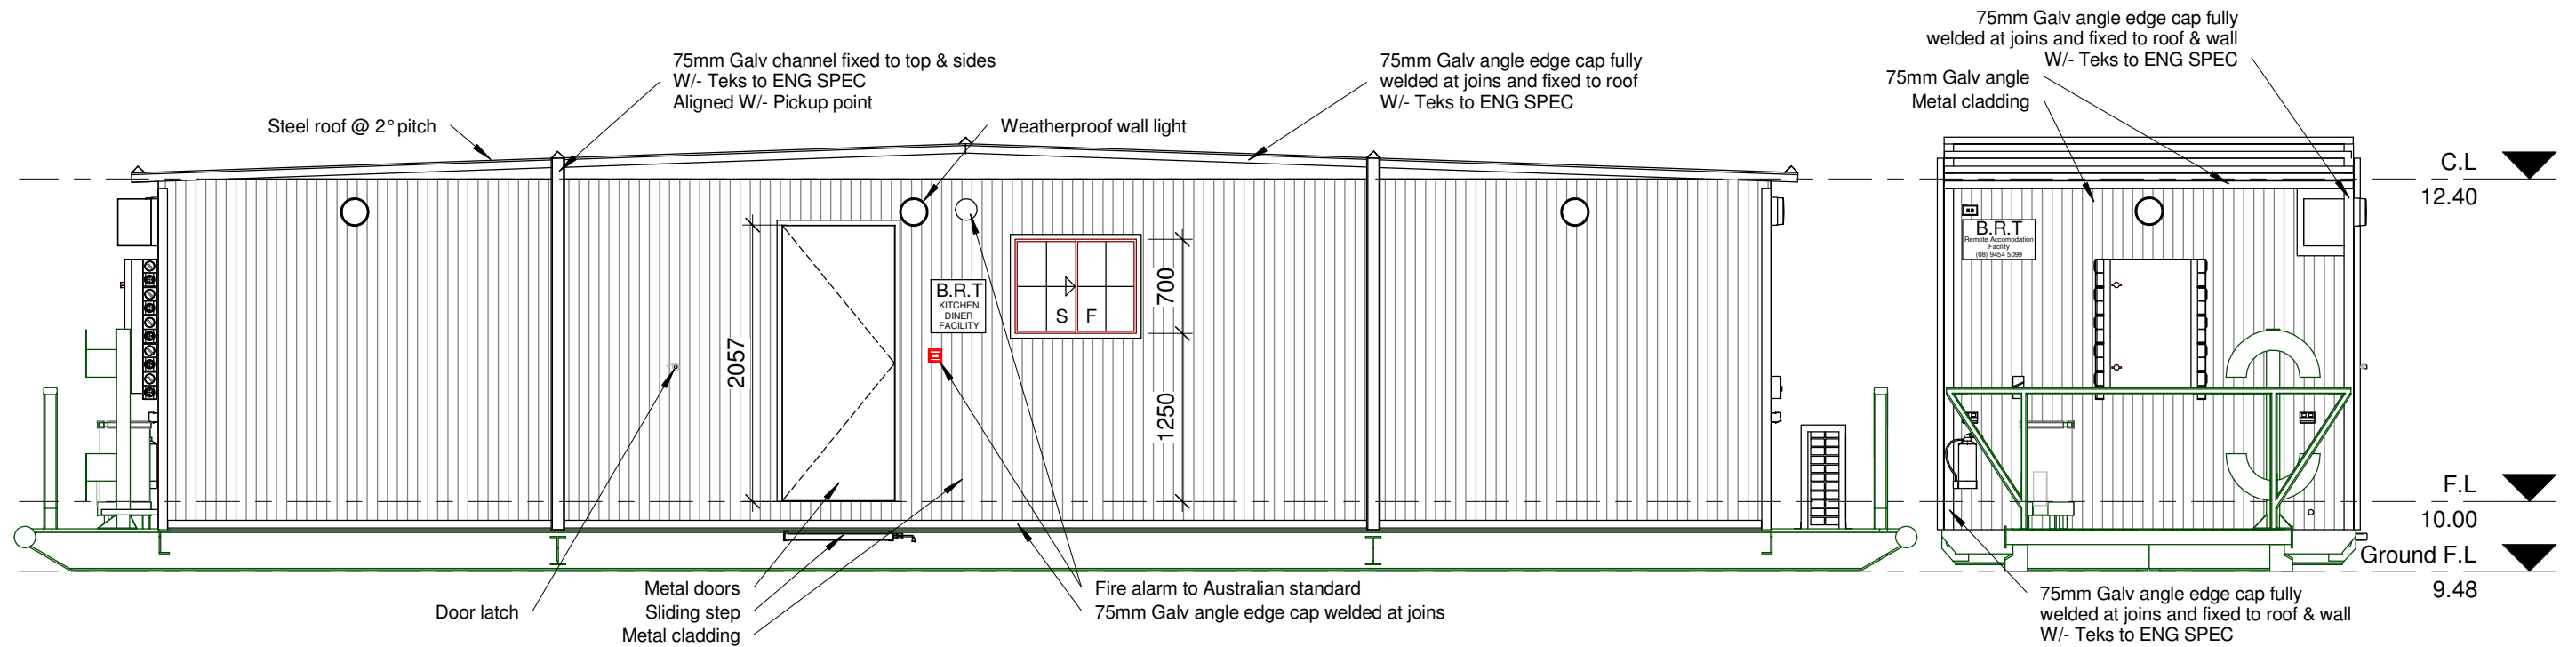 75mm Galv channel fixed to top & sides
W/- Teks to ENG SPEC
Aligned W/- Pickup point
75mm Galv angle edge cap fully
welded at joins and fixed to roof
W/- Teks to ENG SPEC
75mm Galv angle edge cap fully
welded at joins and fixed to roof & wall
W/- Teks to ENG SPEC
75mm Galv angle
Metal cladding
Steel roof @ 2° pitch
Weatherproof wall light
C.L
12.40
B.R.T
Remote Accomodation
Facility
(08) 9454 5099
B.R.T
KITCHEN
DINER
FACILITY
S F
700
2057
1250
F.L
10.00
Ground F.L
9.48
Door latch
Metal doors
Sliding step
Metal cladding
Fire alarm to Australian standard
75mm Galv angle edge cap welded at joins
75mm Galv angle edge cap fully
welded at joins and fixed to roof & wall
W/- Teks to ENG SPEC